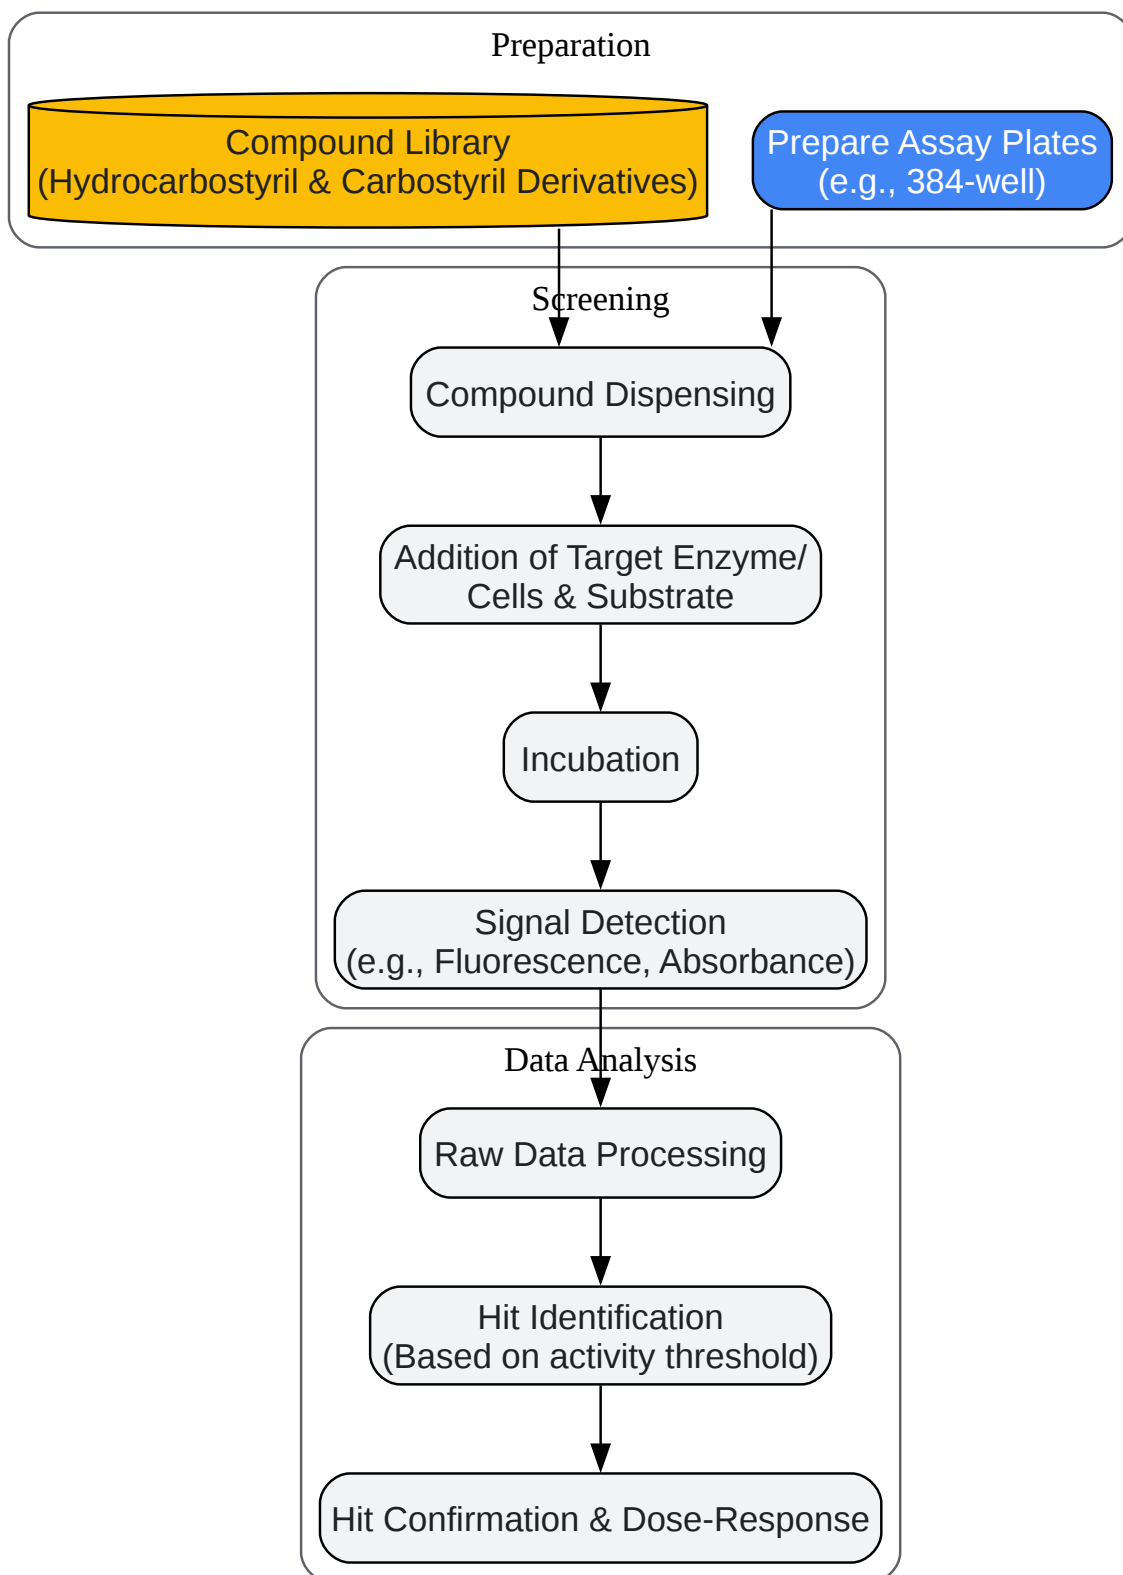 Preparation
Compound Library
(Hydrocarbostyril & Carbostyril Derivatives)
Prepare Assay Plates
(e.g., 384-well)
Screening
Compound Dispensing
Addition of Target Enzyme/
Cells & Substrate
Incubation
Signal Detection
(e.g., Fluorescence, Absorbance)
Data Analysis
Raw Data Processing
Hit Identification
(Based on activity threshold)
Hit Confirmation & Dose-Response